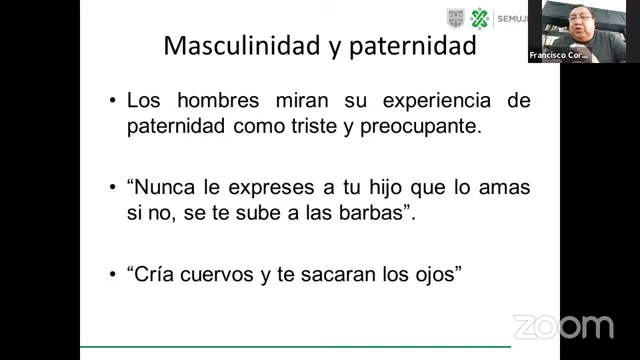 SEMUJE
Francisco Cor...
Masculinidad y paternidad
• Los hombres miran su experiencia de
paternidad como triste y preocupante.
• “Nunca le expreses a tu hijo que lo amas
si no, se te sube a las barbas”.
• “Cría cuervos y te sacaran los ojos”
zoom